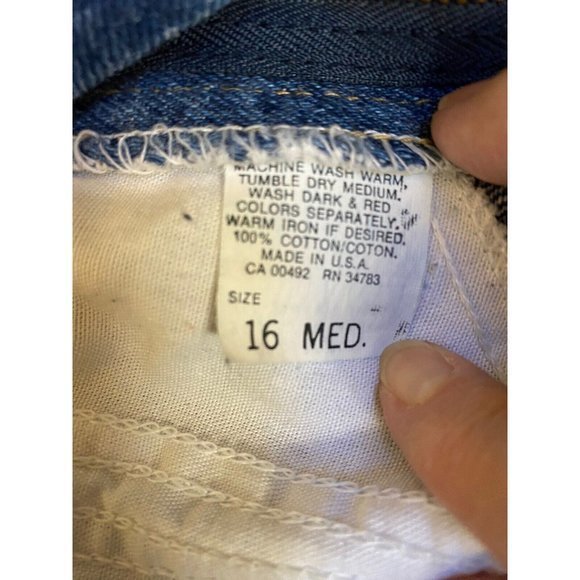 MACHINE WASH WARM,
TUMBLE DRY MEDIUM.
WASH DARK & RED
COLORS SEPARATELY.
WARM IRON IF DESIRED.
100% COTTON/COTON.
MADE IN U.S.A.
CA 00492 RN 34783
SIZE
16 MED.